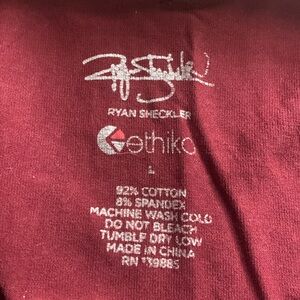 RYAN SHECKLER
ethika
L
92% COTTON
8% SPANDEX
MACHINE WASH COLD
DO NOT BLEACH
TUMBLE DRY LOW
MADE IN CHINA
RN 139885